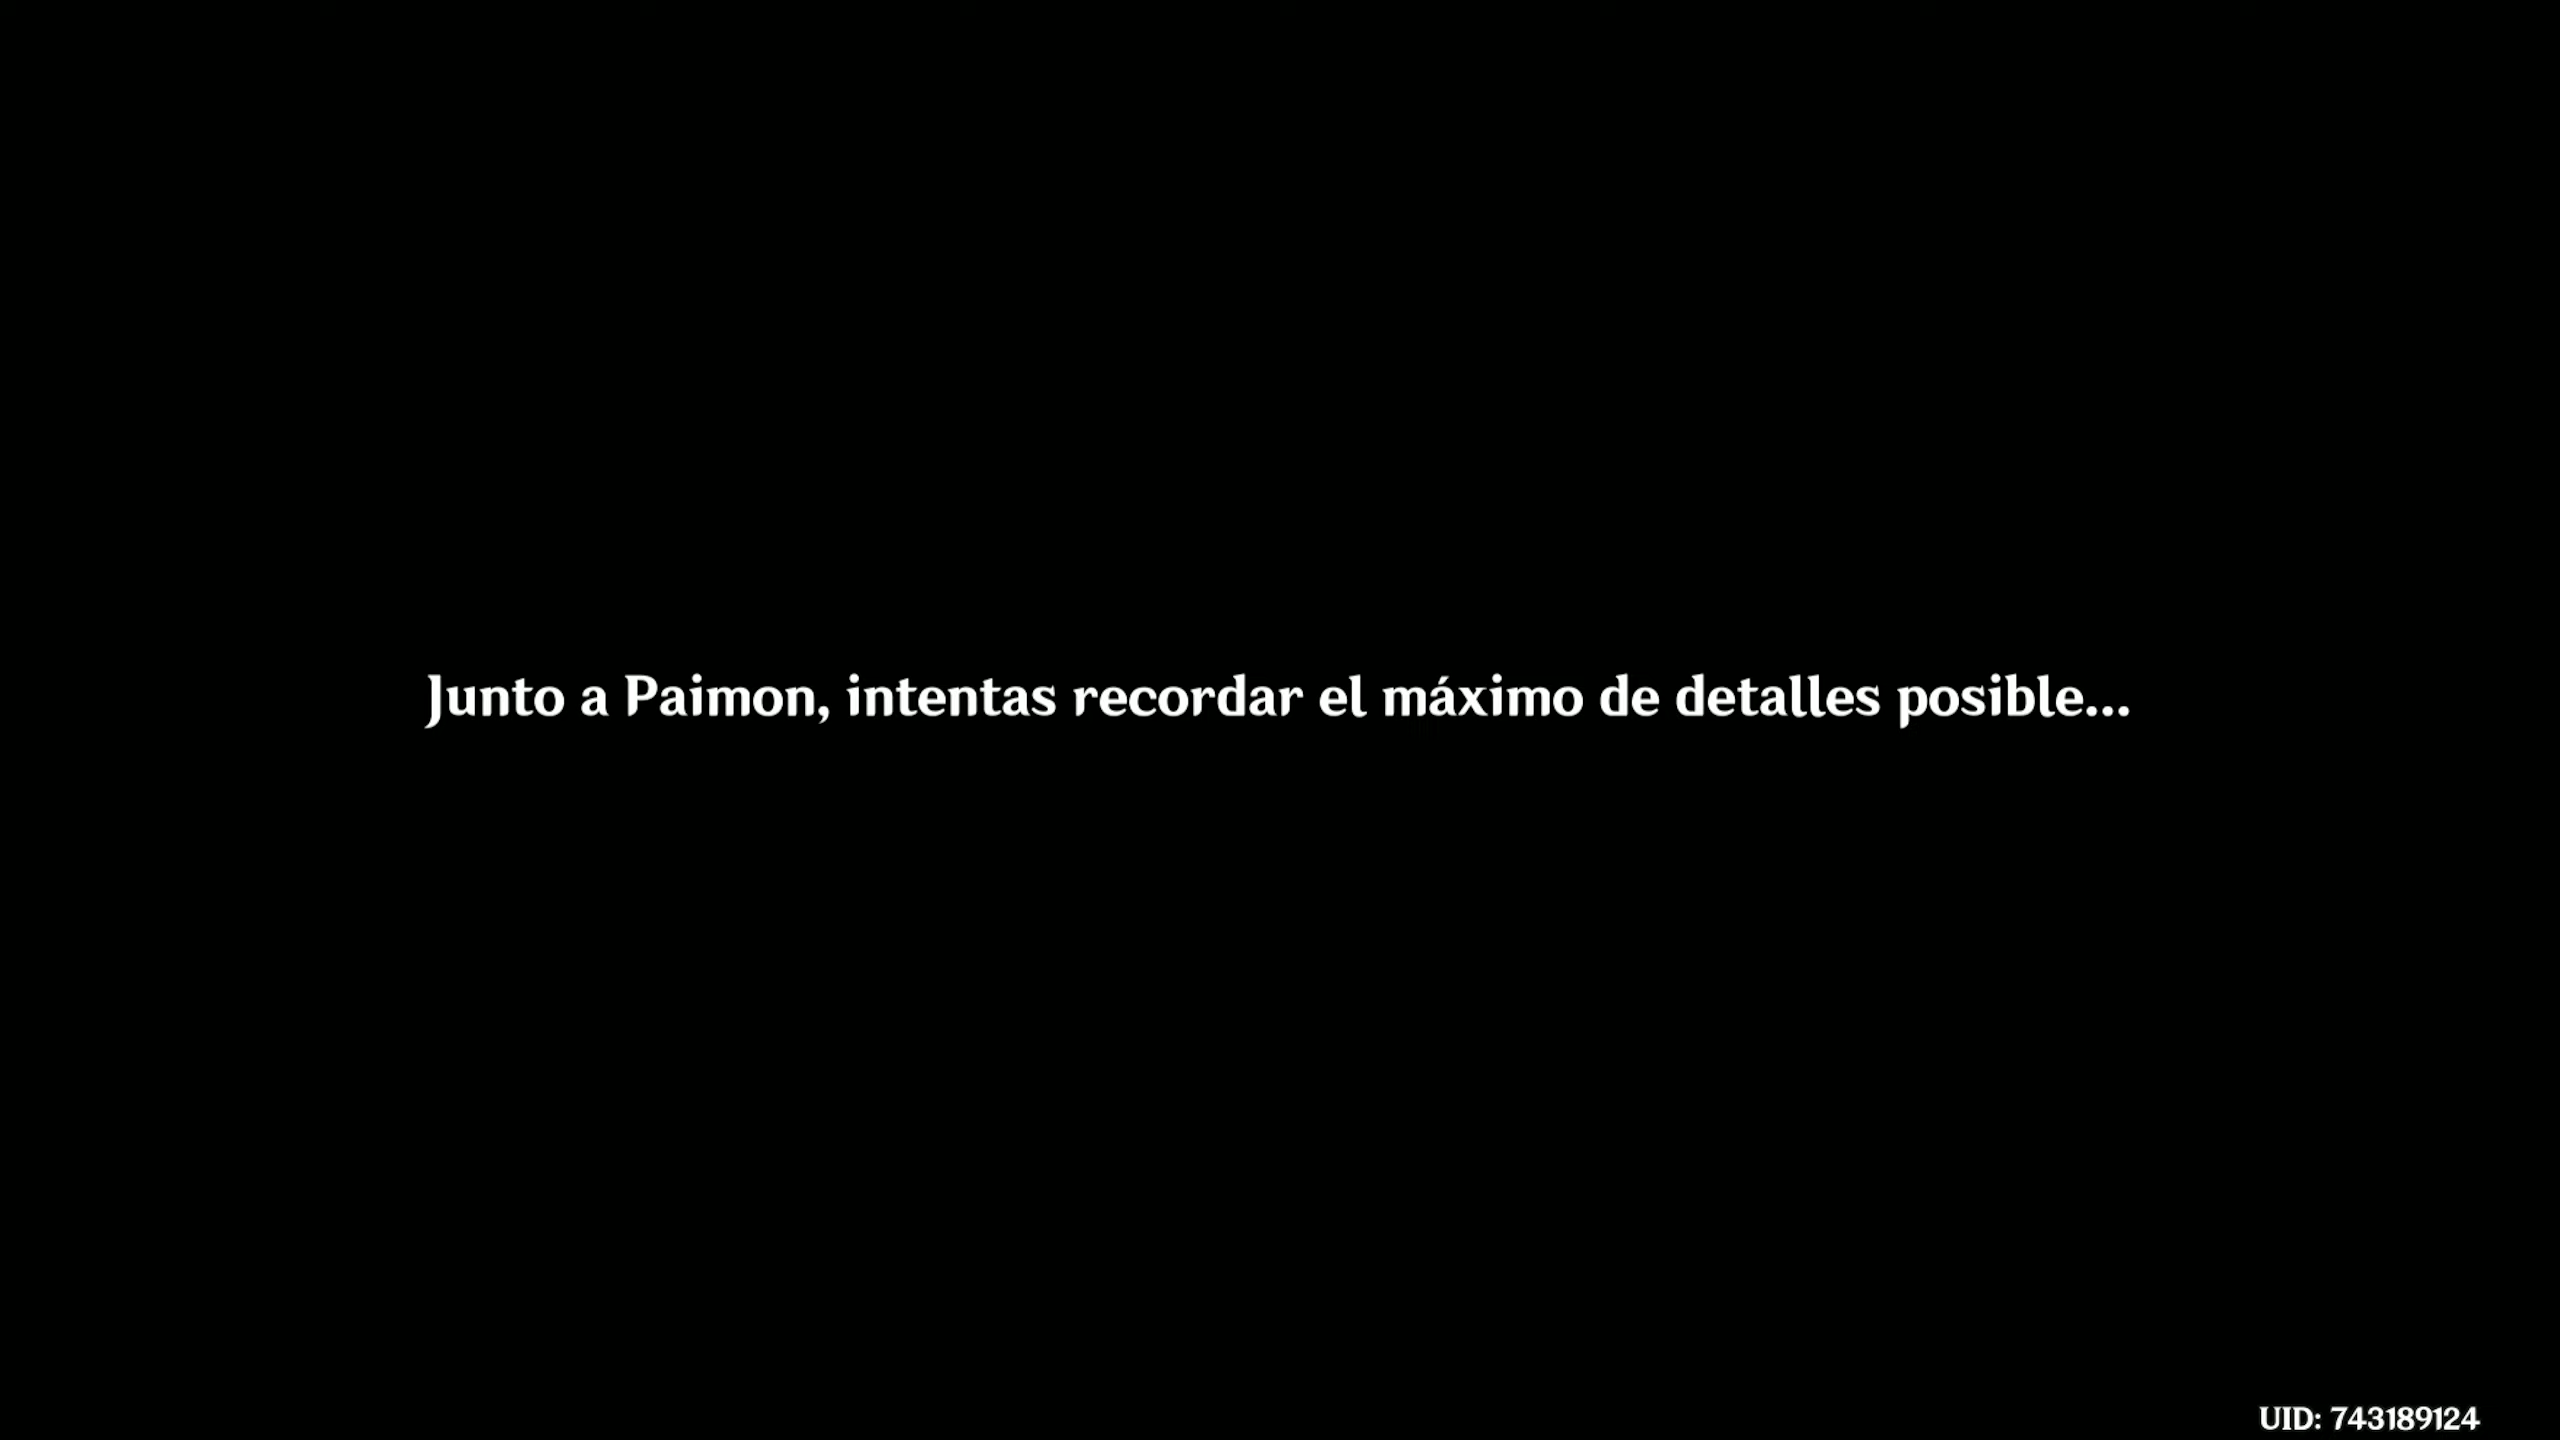 Junto a Paimon, intentas recordar el máximo de detalles posible...
UID: 743189124